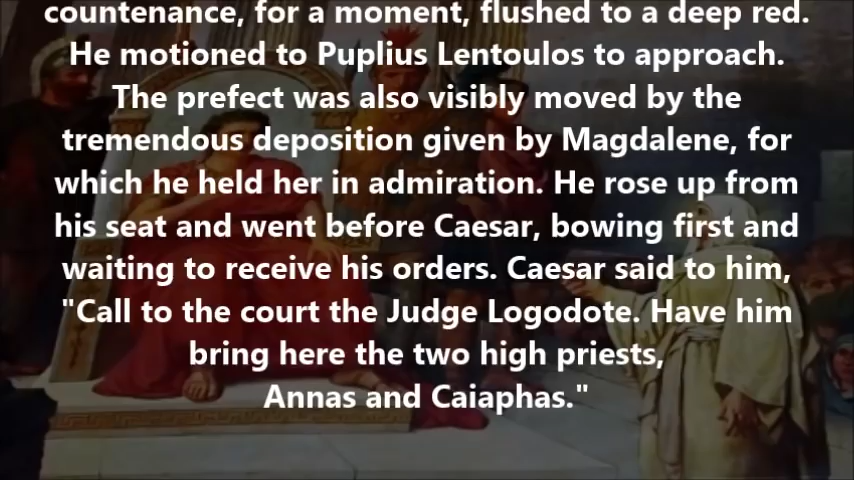 countenance, for a moment, flushed to a deep red.
He motioned to Puplius Lentoulos to approach.
The prefect was also visibly moved by the
tremendous deposition given by Magdalene, for
which he held her in admiration. He rose up from
his seat and went before Caesar, bowing first and
waiting to receive his orders. Caesar said to him,
"Call to the court the Judge Logodote. Have him
bring here the two high priests,
Annas and Caiaphas."